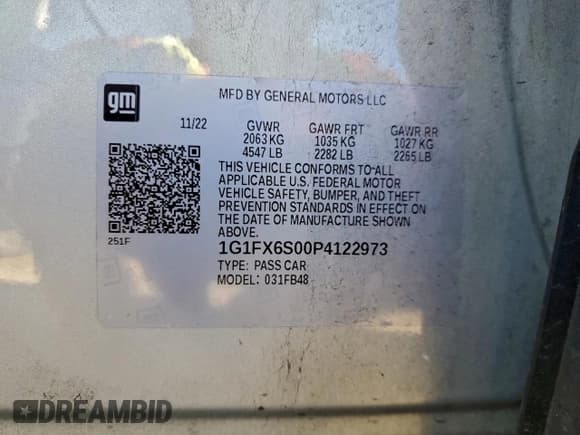 gm
MFD BY GENERAL MOTORS LLC
11/22 GVWR GAWR FRT GAWR RR
2063 KG 1035 KG 1027 KG
4547 LB 2282 LB 2265 LB
THIS VEHICLE CONFORMS TO ALL
APPLICABLE U.S. FEDERAL MOTOR
VEHICLE SAFETY, BUMPER, AND THEFT
PREVENTION STANDARDS IN EFFECT ON
THE DATE OF MANUFACTURE SHOWN
ABOVE.
251F
1G1FX6S00P4122973
TYPE: PASS CAR
MODEL: 031FB48
DREAMBID